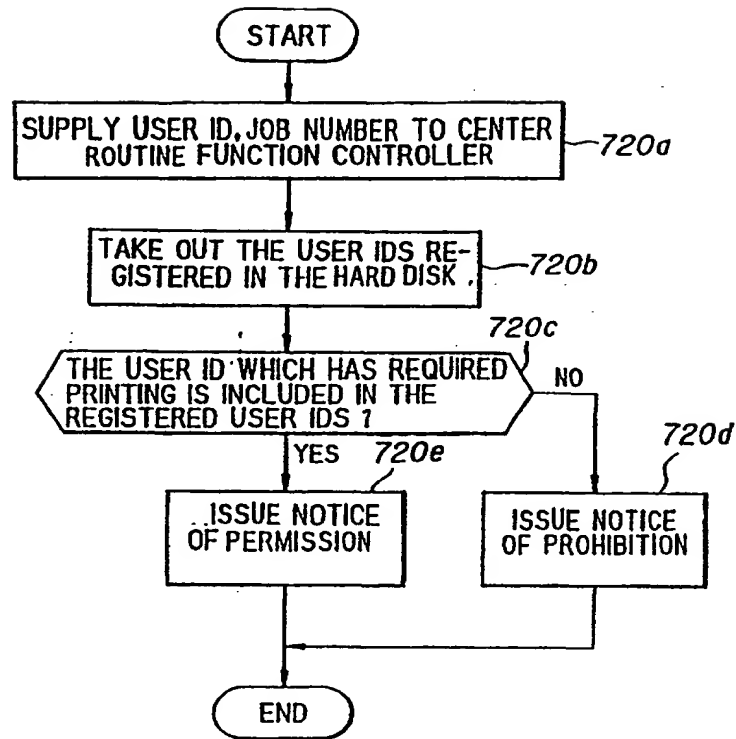 START
SUPPLY USER ID, JOB NUMBER TO CENTER
ROUTINE FUNCTION CONTROLLER
720a
TAKE OUT THE USER IDS RE-
GISTERED IN THE HARD DISK.
720b
720c
THE USER ID WHICH HAS REQUIRED
PRINTING IS INCLUDED IN THE
REGISTERED USER IDS ?
NO
YES
720e
720d
ISSUE NOTICE
OF PERMISSION
ISSUE NOTICE
OF PROHIBITION
END